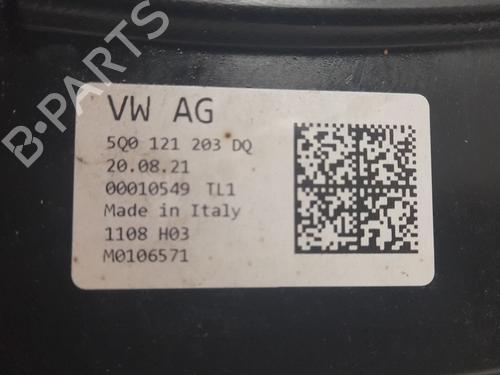 VW AG
5Q0 121 203 DQ
20.08.21
00010549 TL1
Made in Italy
1108 H03
M0106571
B-PARTS